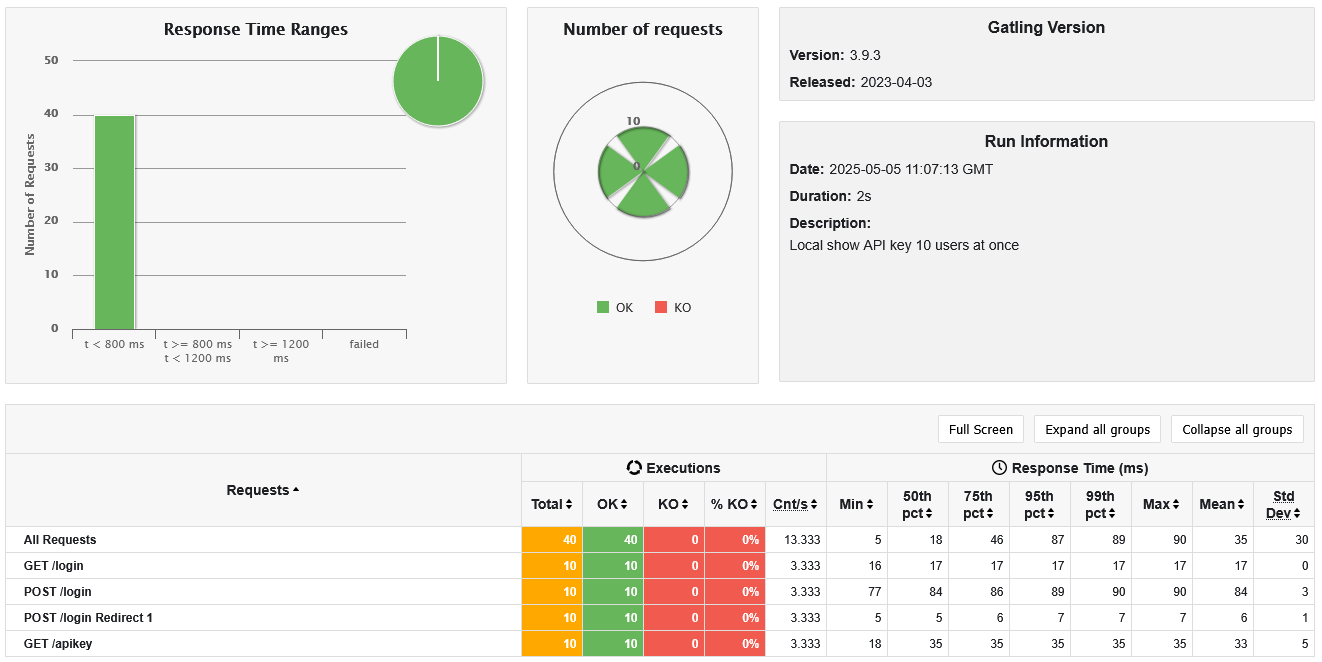 Response Time Ranges
50
40
30
20
10
0
Number of Requests
t < 800 ms
t >= 800 ms
t < 1200 ms
t >= 1200
ms
failed
Number of requests
10
0
OK
KO
Gatling Version
Version: 3.9.3
Released: 2023-04-03
Run Information
Date: 2025-05-05 11:07:13 GMT
Duration: 2s
Description:
Local show API key 10 users at once
Full Screen Expand all groups Collapse all groups
Requests Executions Response Time (ms)
Total OK KO % KO Cnt/s Min 50th pct 75th pct 95th pct 99th pct Max Mean Std Dev
All Requests 40 40 0 0% 13.333 5 18 46 87 89 90 35 30
GET /login 10 10 0 0% 3.333 16 17 17 17 17 17 17 0
POST /login 10 10 0 0% 3.333 77 84 86 89 90 90 84 3
POST /login Redirect 1 10 10 0 0% 3.333 5 5 6 7 7 7 6 1
GET /apikey 10 10 0 0% 3.333 18 35 35 35 35 35 33 5